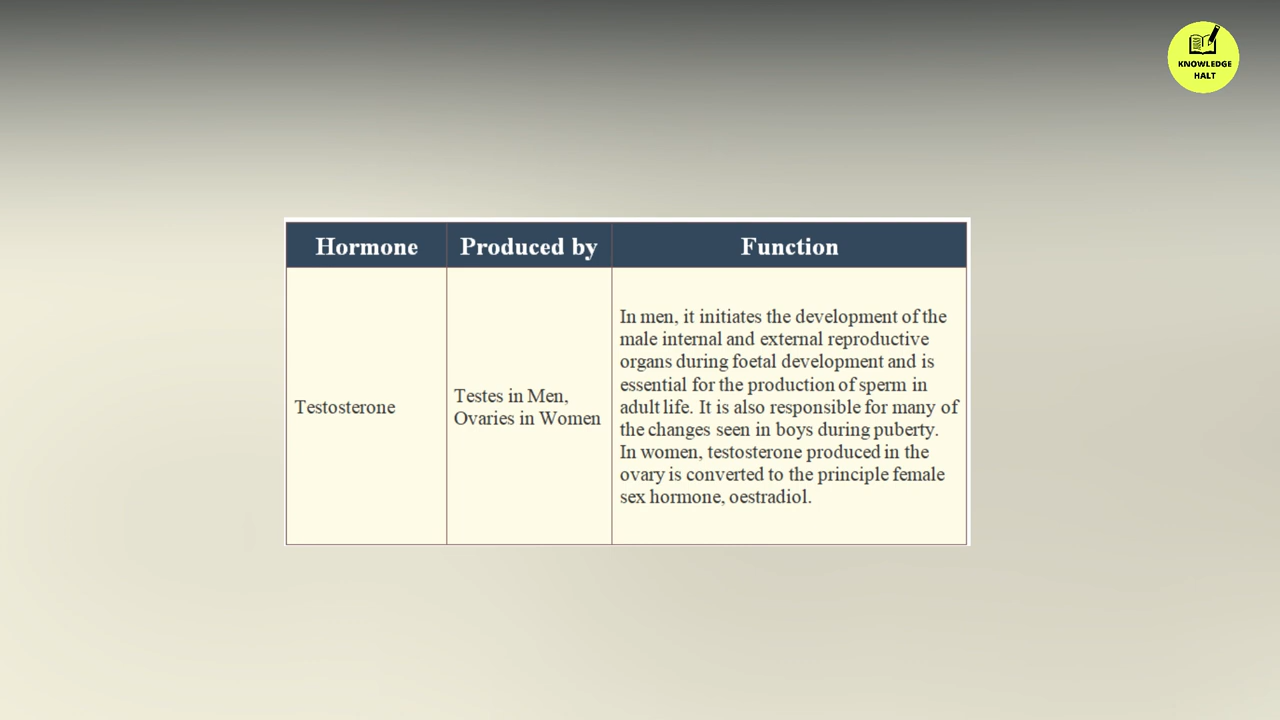 KNOWLEDGE
HALT
Hormone
Produced by
Function
Testosterone
Testes in Men,
Ovaries in Women
In men, it initiates the development of the
male internal and external reproductive
organs during foetal development and is
essential for the production of sperm in
adult life. It is also responsible for many of
the changes seen in boys during puberty.
In women, testosterone produced in the
ovary is converted to the principle female
sex hormone, oestradiol.